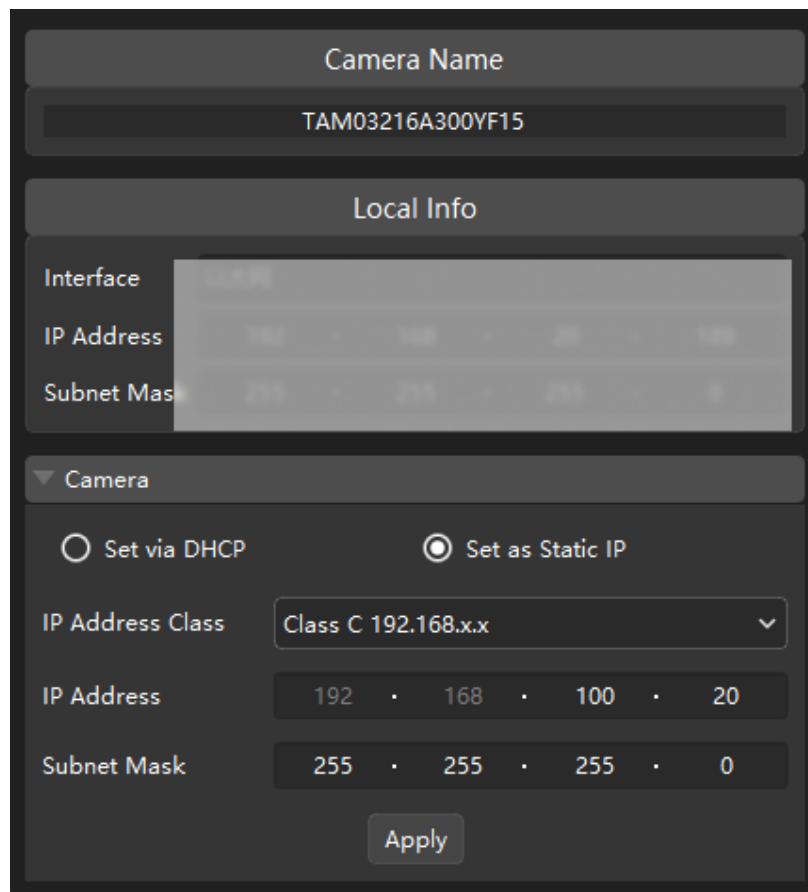 Camera Name
TAM03216A300YF15
Local Info
Interface
IP Address
Subnet Mask
Camera
Set via DHCP Set as Static IP
IP Address Class Class C 192.168.x.x
IP Address 192 . 168 . 100 . 20
Subnet Mask 255 . 255 . 255 . 0
Apply